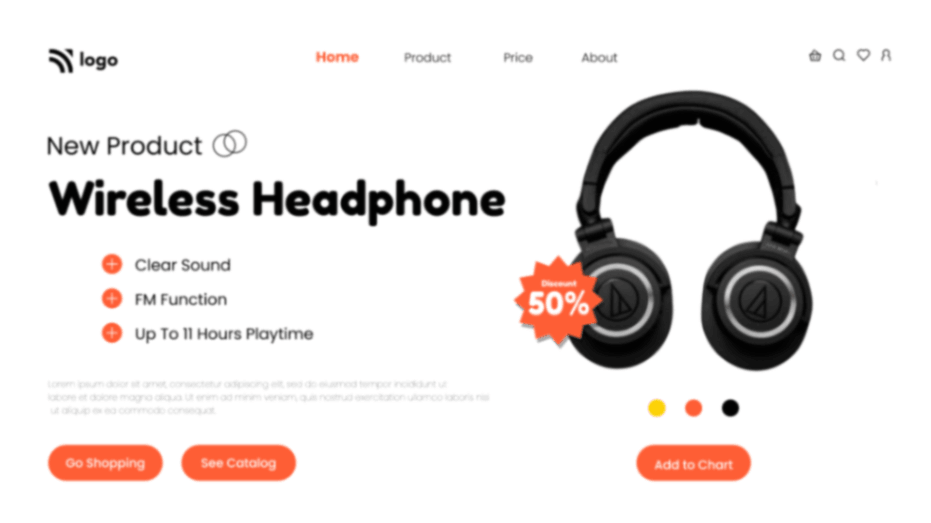 logo
Home Product Price About
New Product
Wireless Headphone
Clear Sound
FM Function
Up To 11 Hours Playtime
Discount
50%
Lorem ipsum dolor sit amet, consectetur adipiscing elit, sed do eiusmod tempor incididunt ut
labore et dolore magna aliqua. Ut enim ad minim veniam, quis nostrud exercitation ullamco laboris nisi
ut aliquip ex ea commodo consequat.
Go Shopping See Catalog
Add to Chart